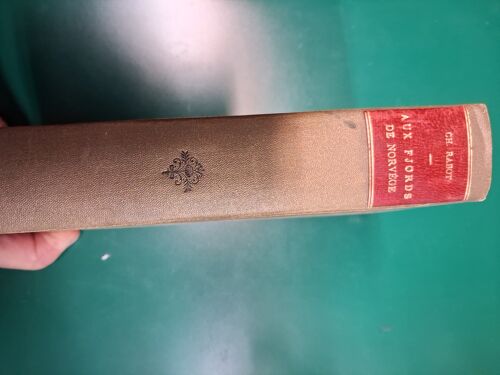 CH. RABOT
AUX FJORDS
DE NORVÈGE